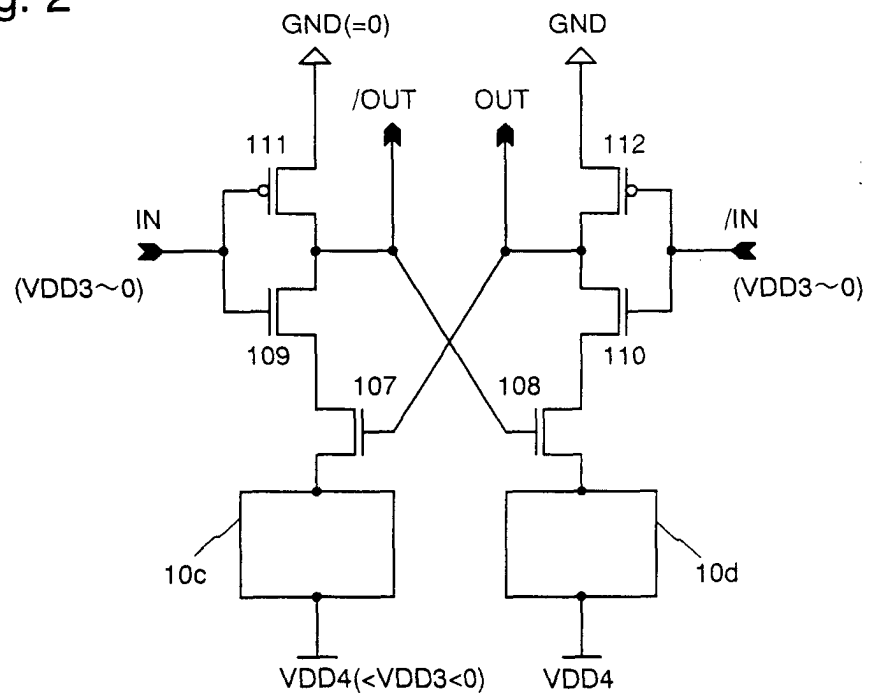 g. 2
GND(=0)
GND
/OUT
OUT
111
112
IN
/IN
(VDD3～0)
(VDD3～0)
109
110
107
108
10c
10d
VDD4(<VDD3<0)
VDD4